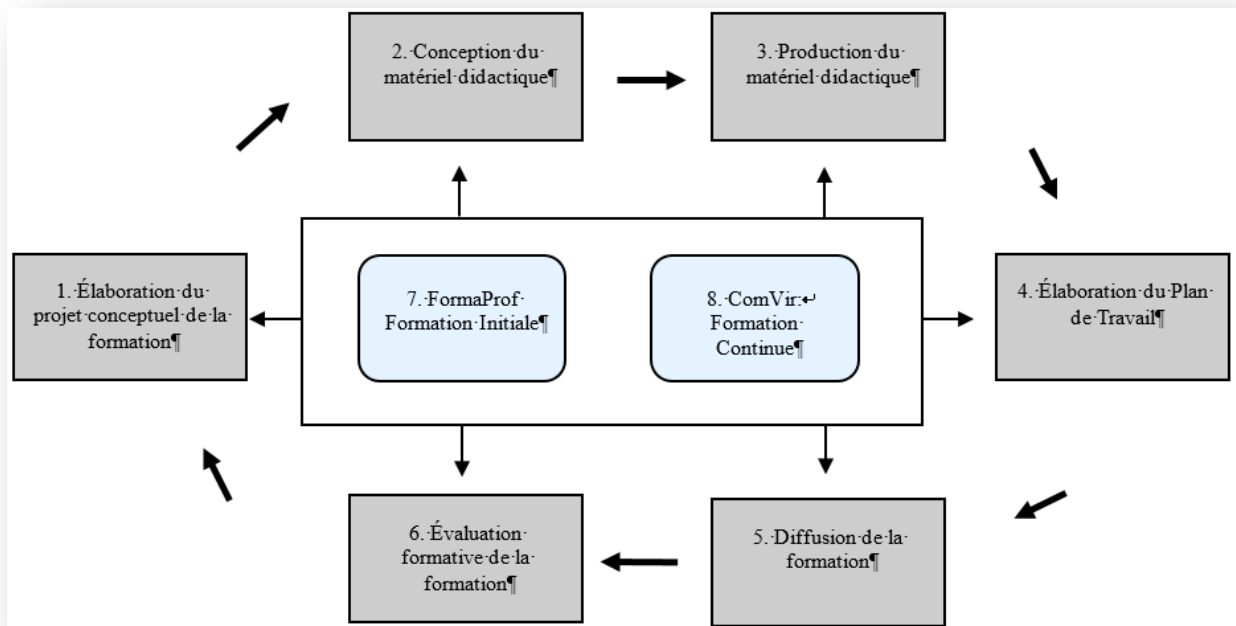 2. Conception du
matériel didactique¶
3. Production du
matériel didactique¶
1. Élaboration du
projet conceptuel de la
formation¶
7. FormaProf
Formation Initiale¶
8. ComVir:↵
Formation
Continue¶
4. Élaboration du Plan
de Travail¶
6. Évaluation
formative de la
formation¶
5. Diffusion de la
formation¶